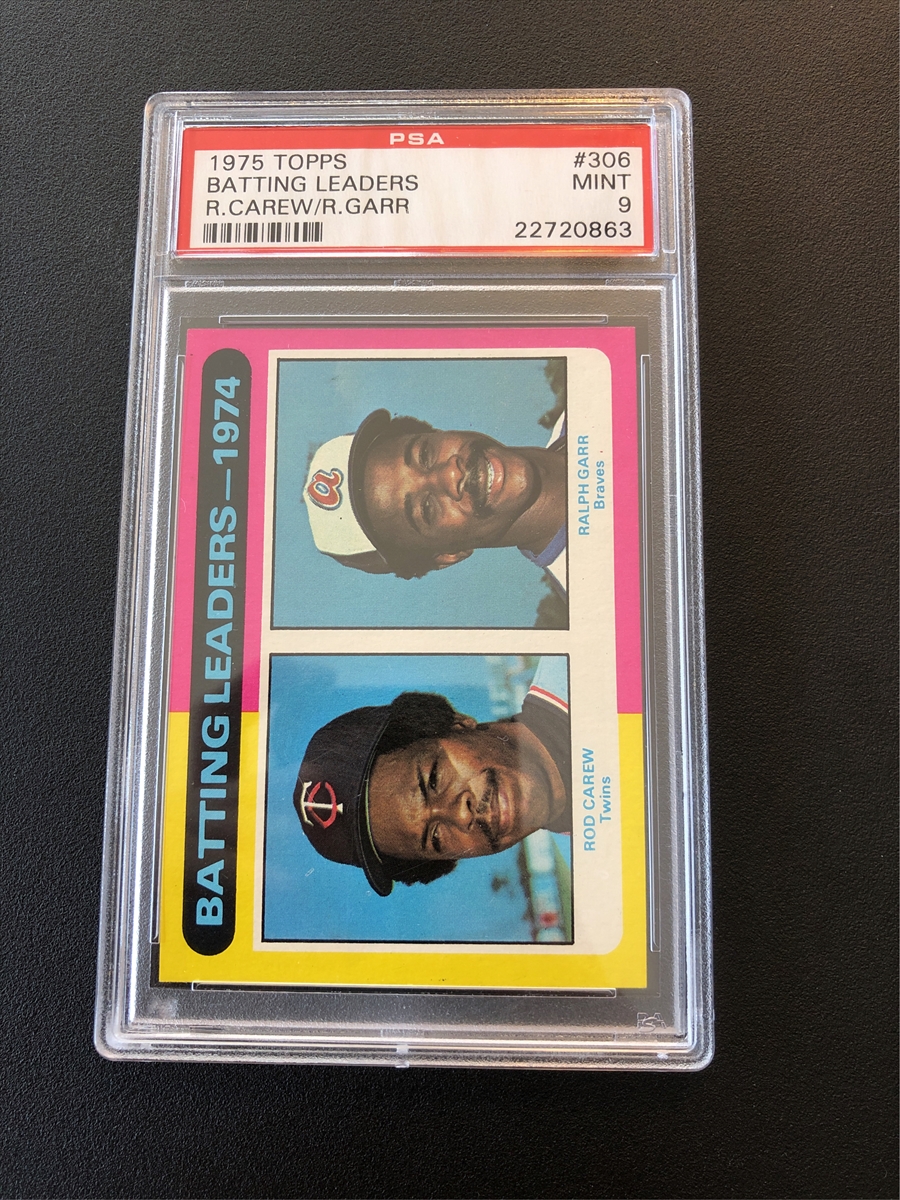 PSA
1975 TOPPS #306
BATTING LEADERS MINT
R.CAREW/R.GARR 9
22720863
BATTING LEADERS—1974
ROD CAREW
Twins
RALPH GARR
Braves
TC
a